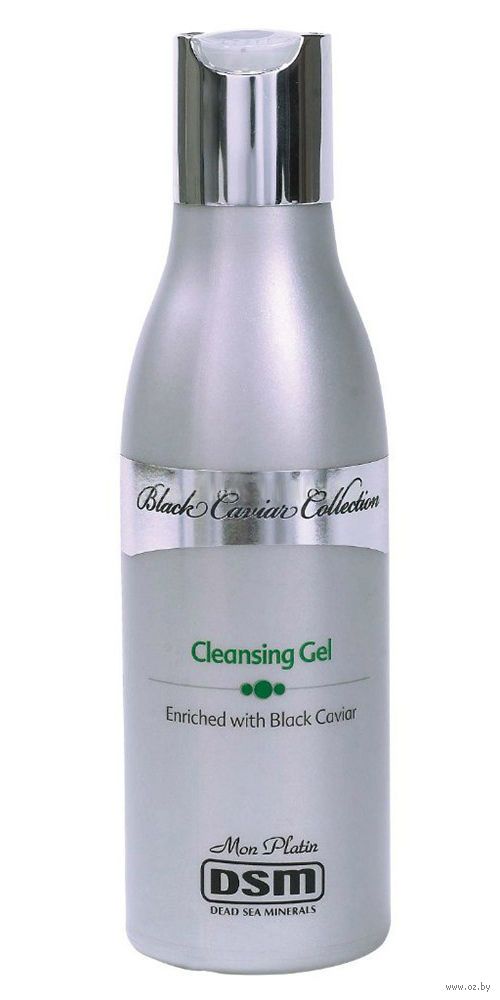 Black Caviar Collection
Cleansing Gel
Enriched with Black Caviar
Mon Platin
DSM
DEAD SEA MINERALS
www.oz.by